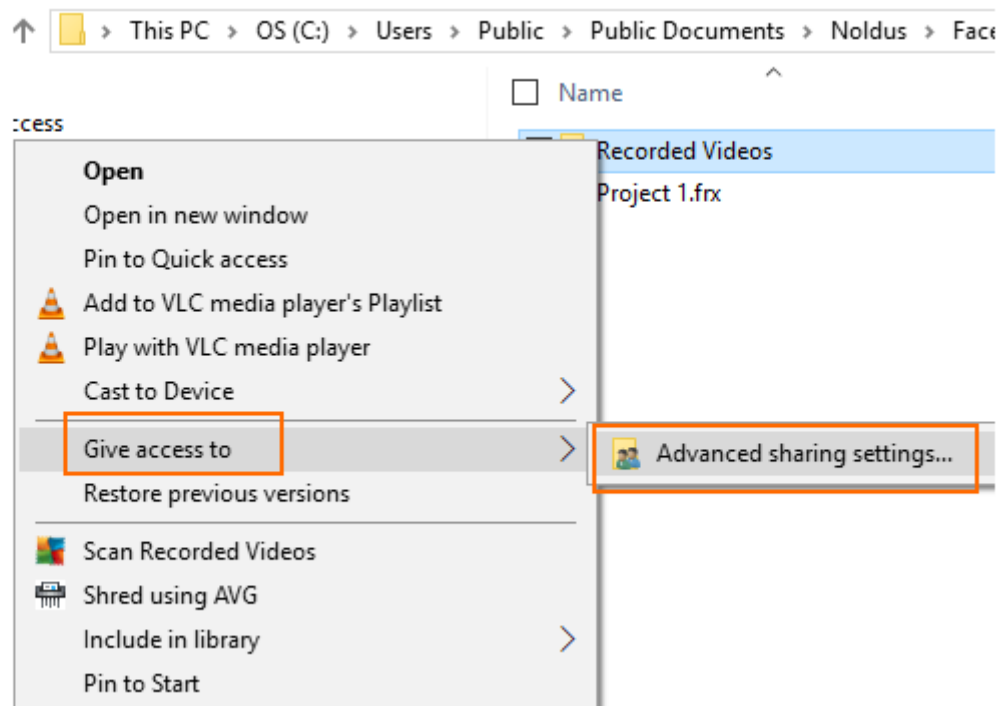 This PC > OS (C:) > Users > Public > Public Documents > Noldus > Face
Name
ccess
Recorded Videos
Project 1.frx
Open
Open in new window
Pin to Quick access
Add to VLC media player's Playlist
Play with VLC media player
Cast to Device
Give access to
Advanced sharing settings...
Restore previous versions
Scan Recorded Videos
Shred using AVG
Include in library
Pin to Start